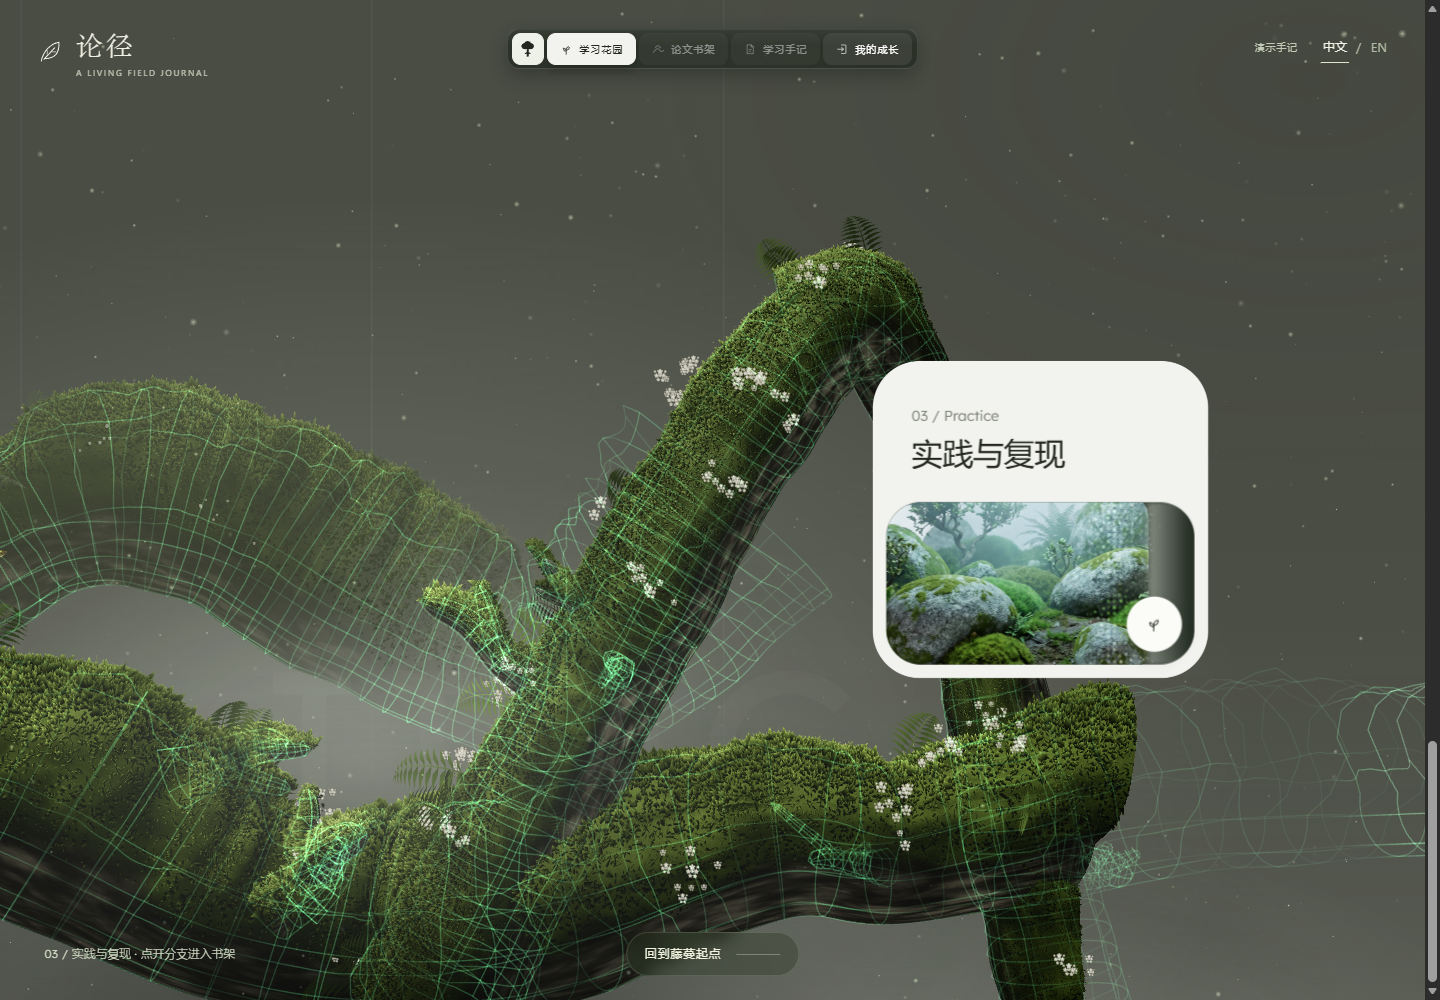 论径
A LIVING FIELD JOURNAL
学习花园
论文书架
学习手记
我的成长
演示手记
中文 / EN
03 / Practice
实践与复现
03 / 实践与复现 · 点开分支进入书架
回到藤蔓起点